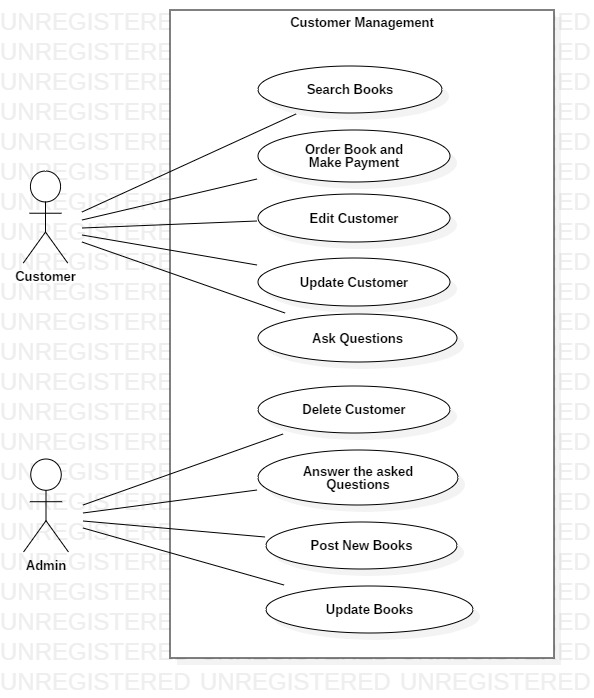 Customer Management
Search Books
Order Book and
Make Payment
Edit Customer
Update Customer
Ask Questions
Customer
Delete Customer
Answer the asked
Questions
Post New Books
Update Books
Admin
UNREGISTERED UNREGISTERED UNREGISTERED